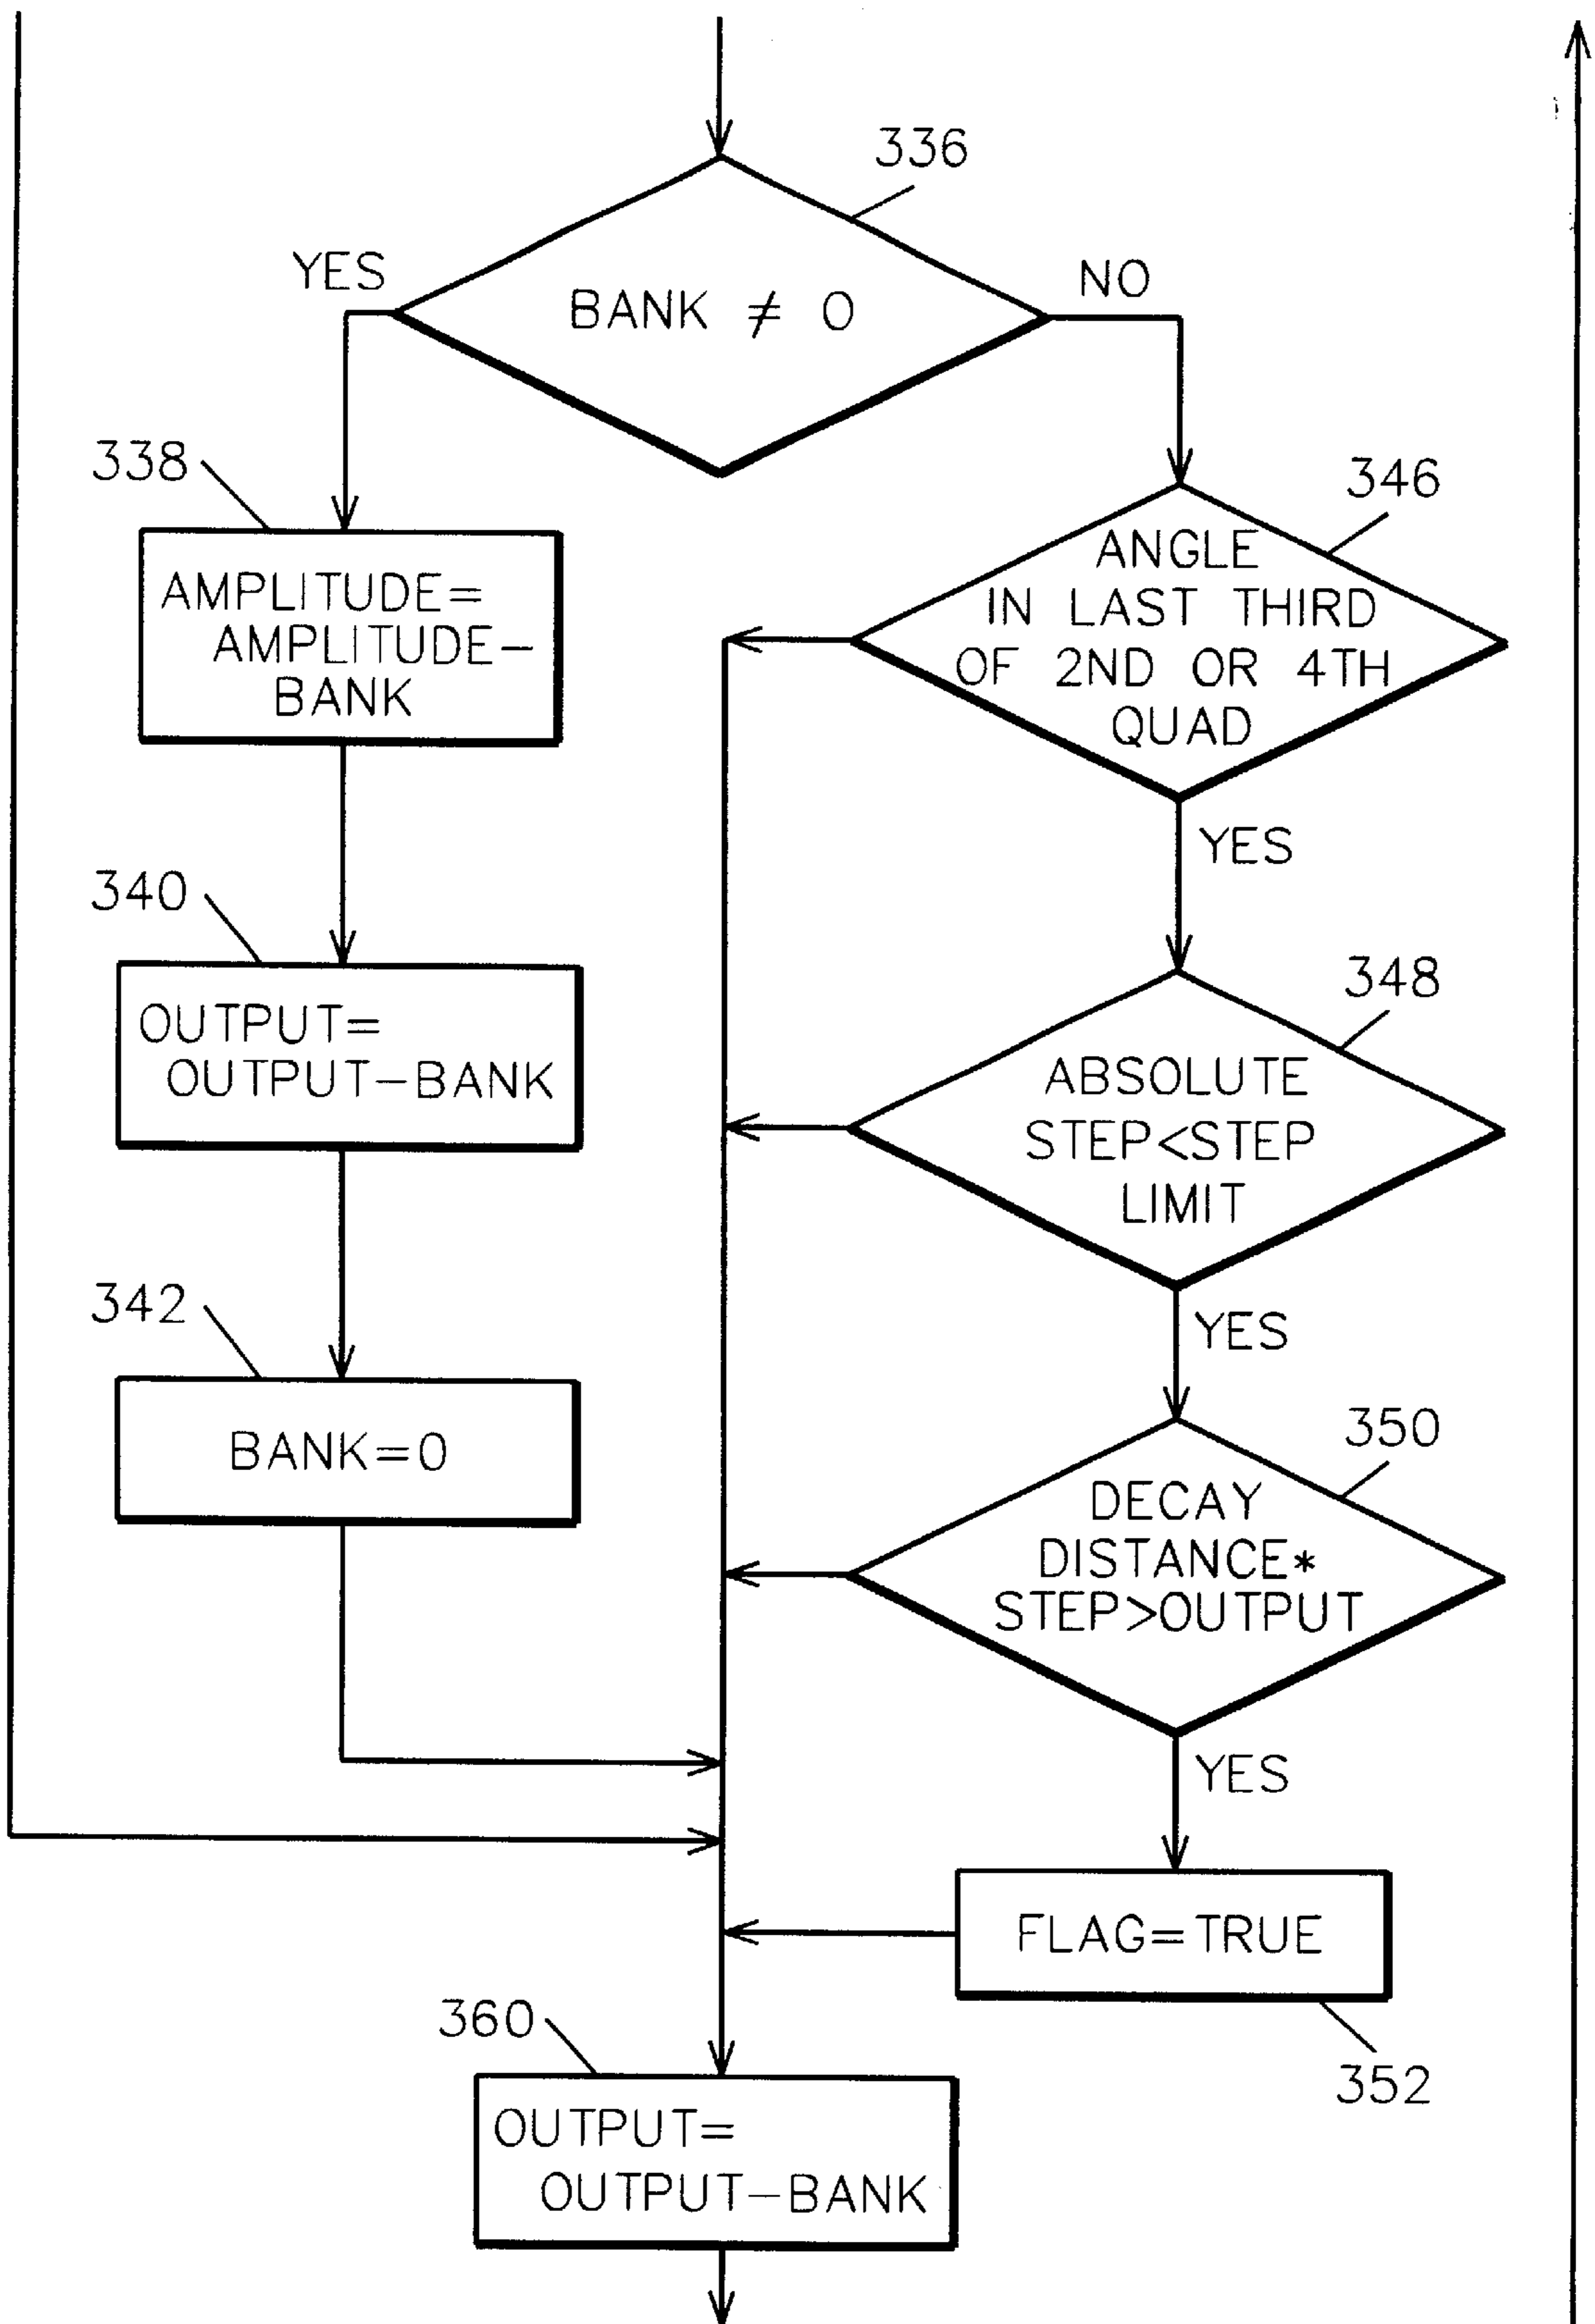 336
YES
NO
BANK ≠ 0
338
346
AMPLITUDE=
AMPLITUDE-
BANK
ANGLE
IN LAST THIRD
OF 2ND OR 4TH
QUAD
YES
340
348
OUTPUT=
OUTPUT-BANK
ABSOLUTE
STEP<STEP
LIMIT
YES
342
350
BANK=0
DECAY
DISTANCE*
STEP>OUTPUT
YES
FLAG=TRUE
352
360
OUTPUT=
OUTPUT-BANK